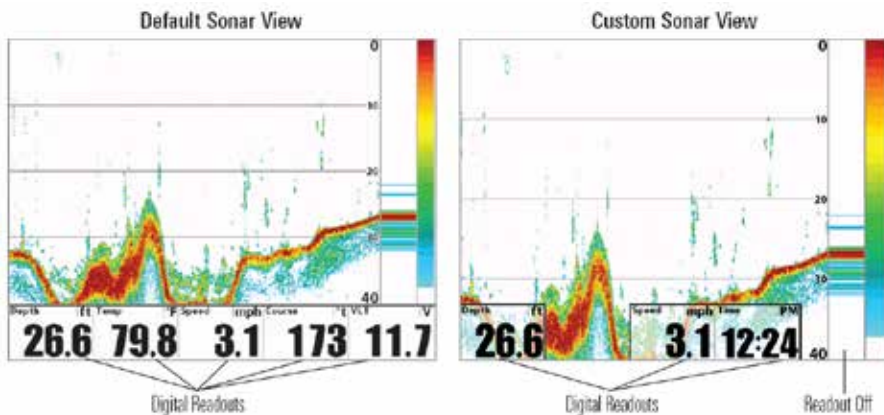 Default Sonar View
Custom Sonar View
0
10
20
30
40
Depth ft Temp °F Speed mph Course °t VLT V
26.6 79.8 3.1 173 11.7
Digital Readouts
0
10
20
30
40
Depth ft Speed mph Time PM
26.6 3.1 12:24
Digital Readouts
Readout Off